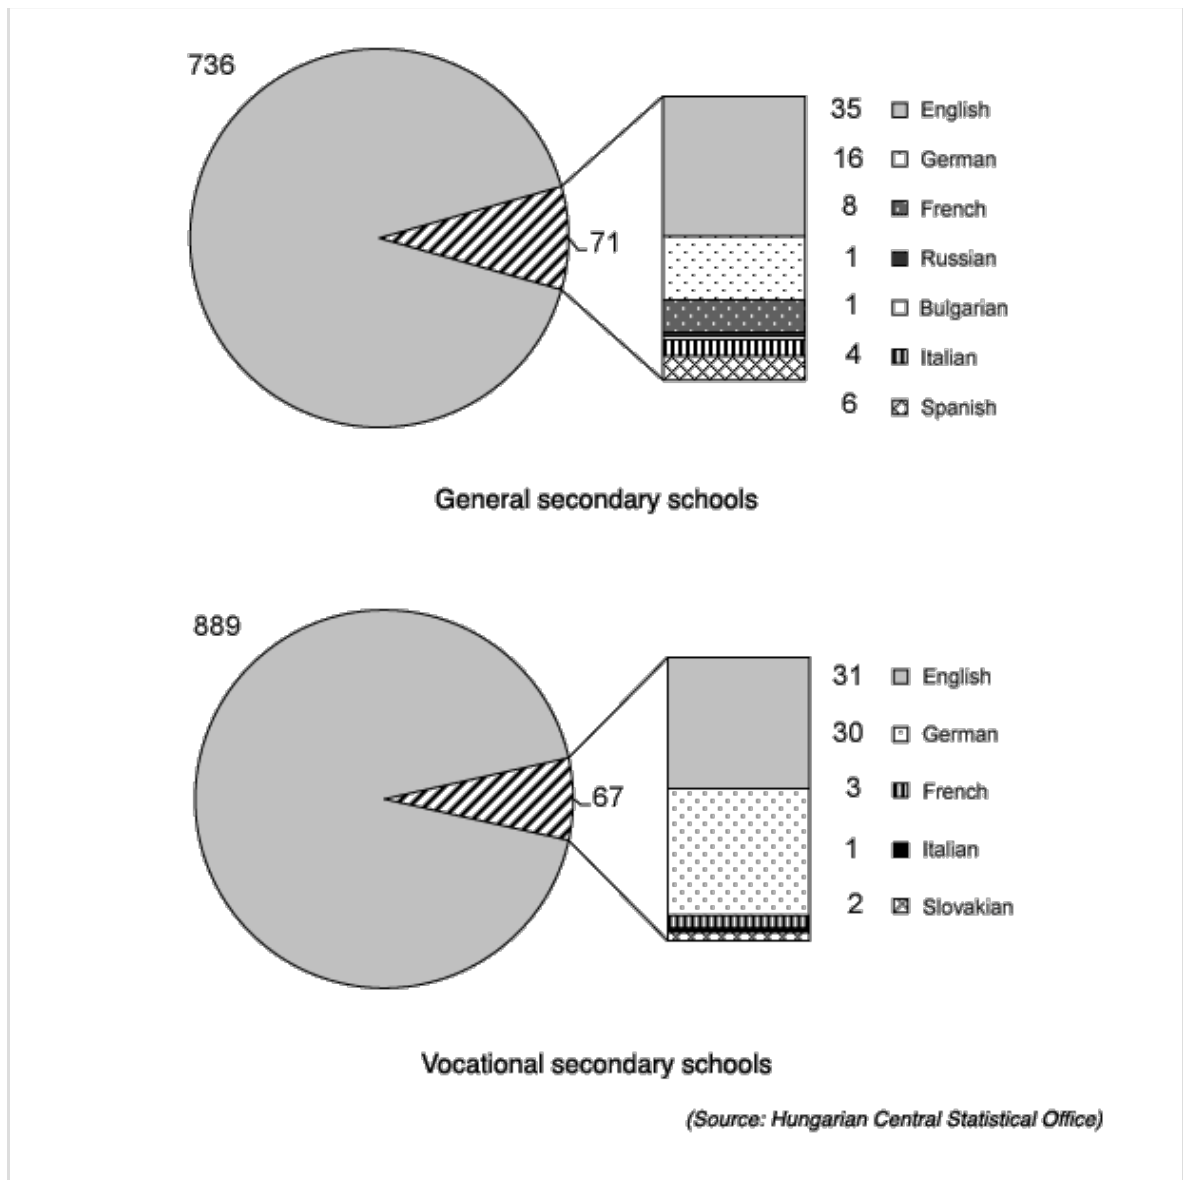 736
35 English
16 German
8 French
71
1 Russian
1 Bulgarian
4 Italian
6 Spanish
General secondary schools
889
31 English
30 German
67
3 French
1 Italian
2 Slovakian
Vocational secondary schools
(Source: Hungarian Central Statistical Office)